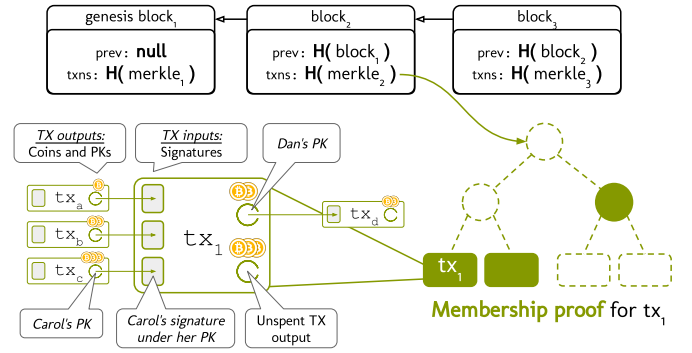 genesis block1
prev: null
txns: H( merkle1 )
block2
prev: H( block1 )
txns: H( merkle2 )
block3
prev: H( block2 )
txns: H( merkle3 )
TX outputs:
Coins and PKs
TX inputs:
Signatures
Dan's PK
txa
txb
txc
tx1
txd
tx1
Carol's PK
Carol's signature
under her PK
Unspent TX
output
Membership proof for tx1